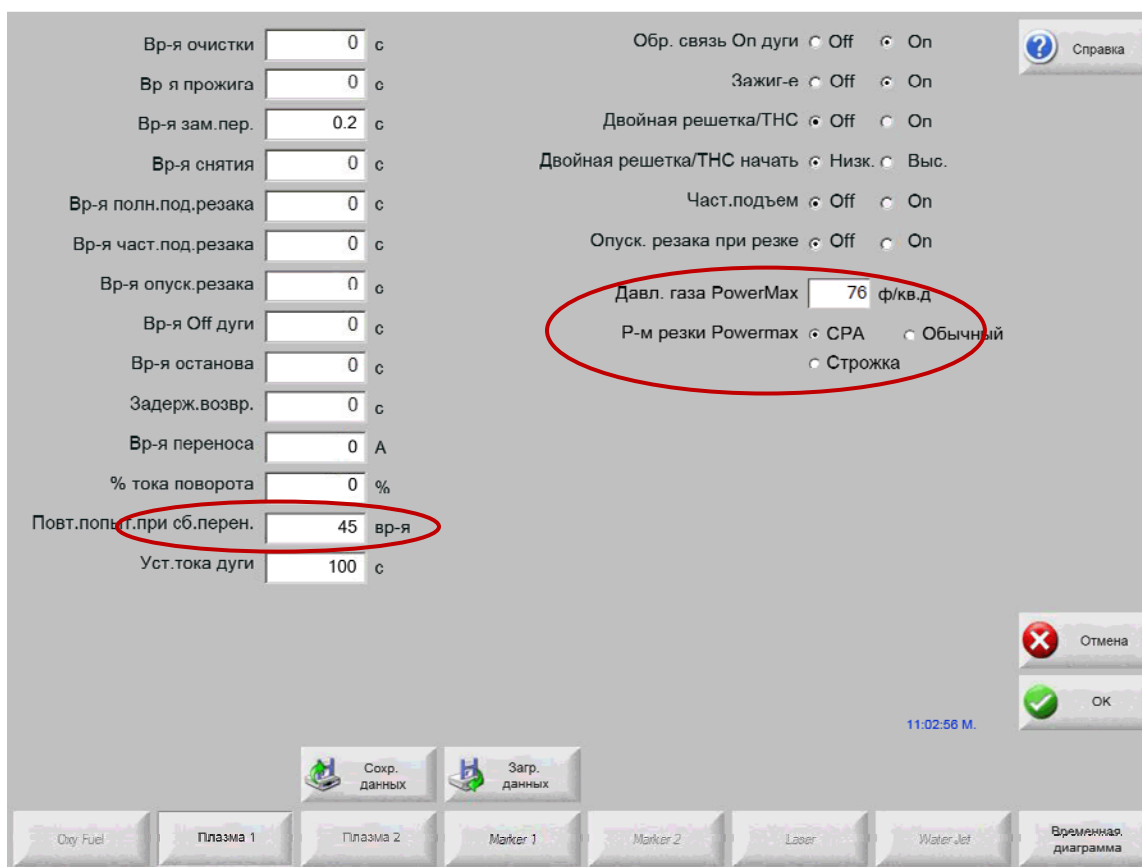 Вр-я очистки 0 с
Вр я прожига 0 с
Вр-я зам.пер. 0.2 с
Вр-я снятия 0 с
Вр-я полн.под.резака 0 с
Вр-я част.под.резака 0 с
Вр-я опуск.резака 0 с
Вр-я Off дуги 0 с
Вр-я останова 0 с
Задерж.возвр. 0 с
Вр-я переноса 0 А
% тока поворота 0 %
Повт.попыт.при сб.перен. 45 вр-я
Уст.тока дуги 100 с
Обр. связь On дуги Off On
Зажиг-е Off On
Двойная решетка/ТНС Off On
Двойная решетка/ТНС начать Низк. Выс.
Част.подъем Off On
Опуск. резака при резке Off On
Давл. газа PowerMax 76 ф/кв.д
Р-м резки Powermax СРА Обычный
Строжка
Справка
Отмена
OK
11:02:56 M.
Сохр.
данных
Загр.
данных
Oxy Fuel
Плазма 1
Плазма 2
Marker 1
Marker 2
Laser
Water Jet
Временная
диаграмма